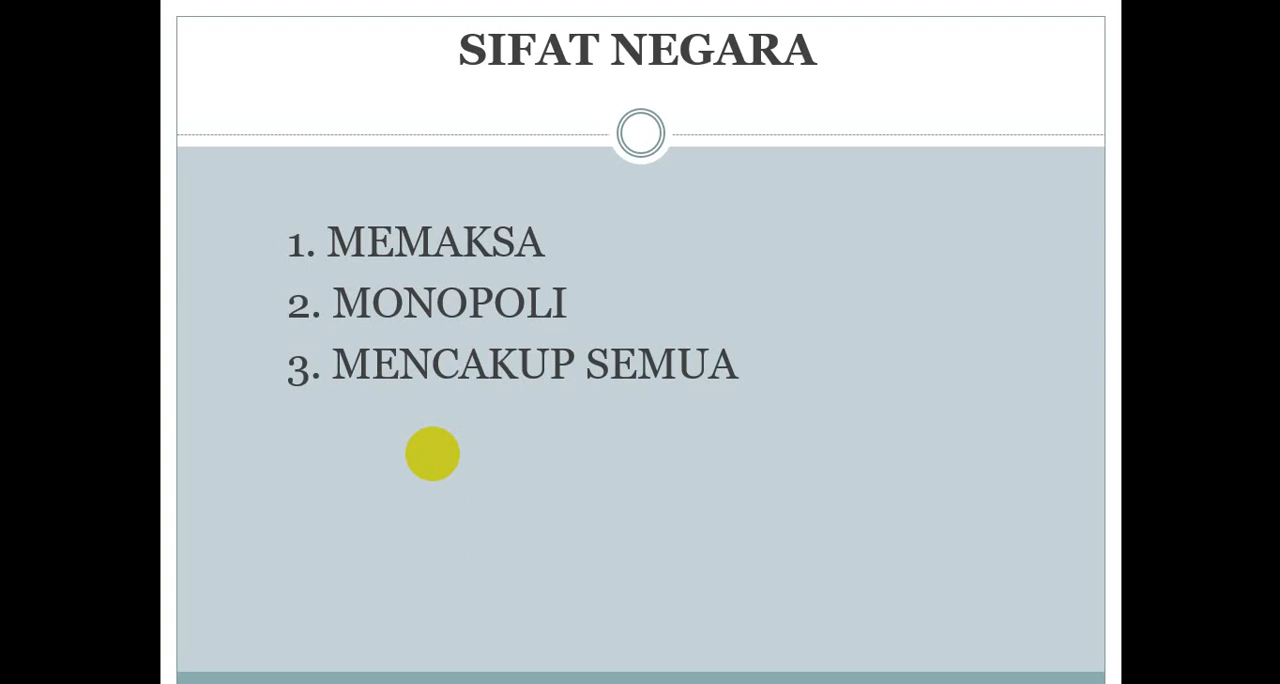 SIFAT NEGARA
1. MEMAKSA
2. MONOPOLI
3. MENCAKUP SEMUA